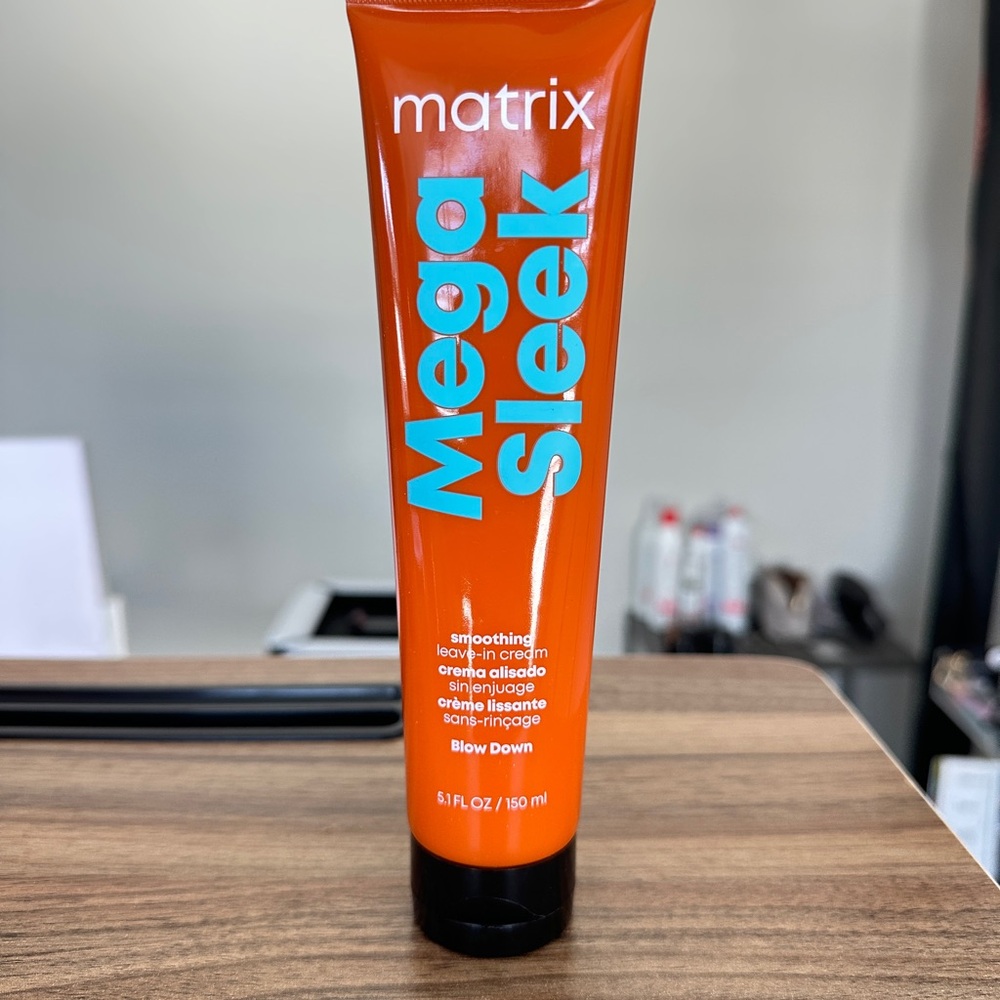 matrix
Mega
Sleek
smoothing
leave-in cream
crema alisado
sin enjuage
crème lissante
sans-rinçage
Blow Down
5.1 FL OZ / 150 ml